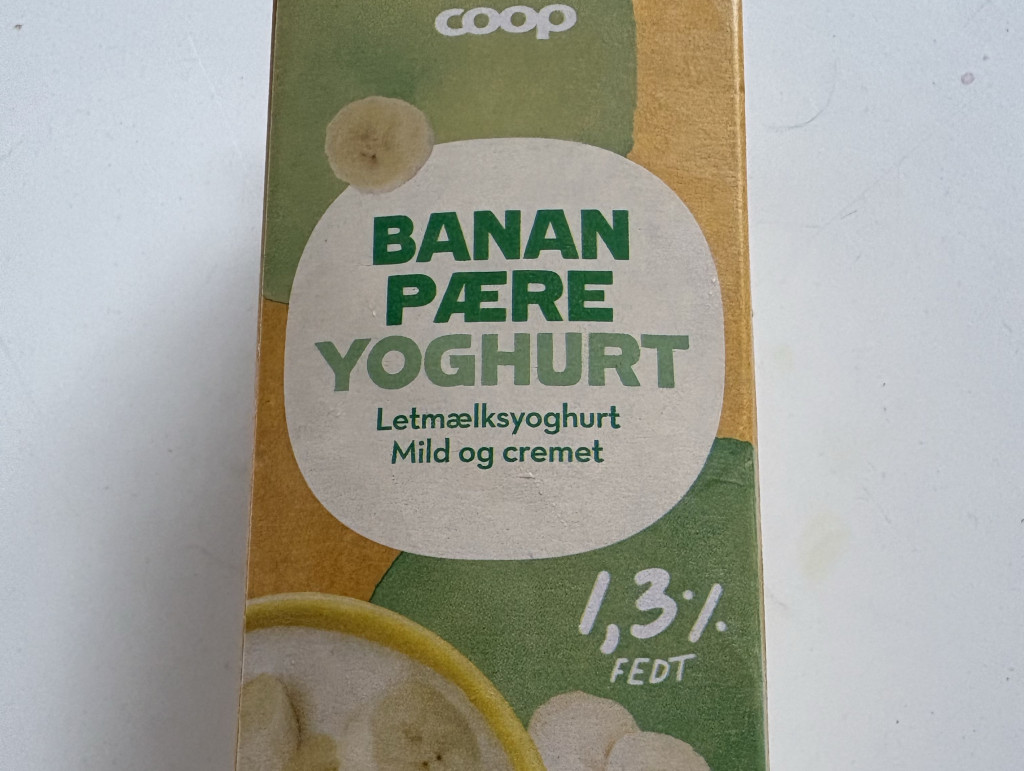 coop
BANAN
PÆRE
YOGHURT
Letmælksyoghurt
Mild og cremet
1,3%
FEDT